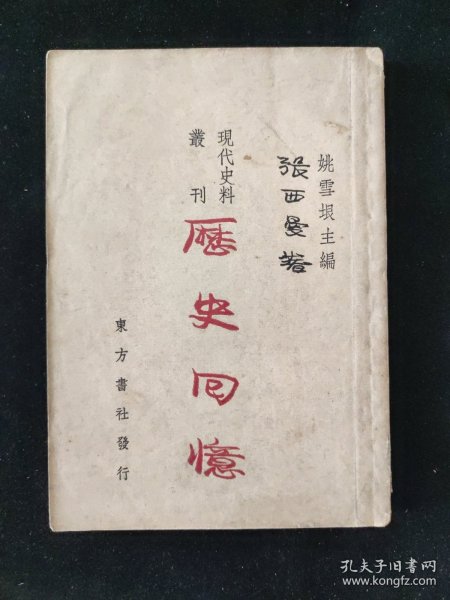 姚雪垠主編
張西曼著
現代史料
叢刊
歷史回憶
東方書社發行
孔夫子旧书网
www.kongfz.com